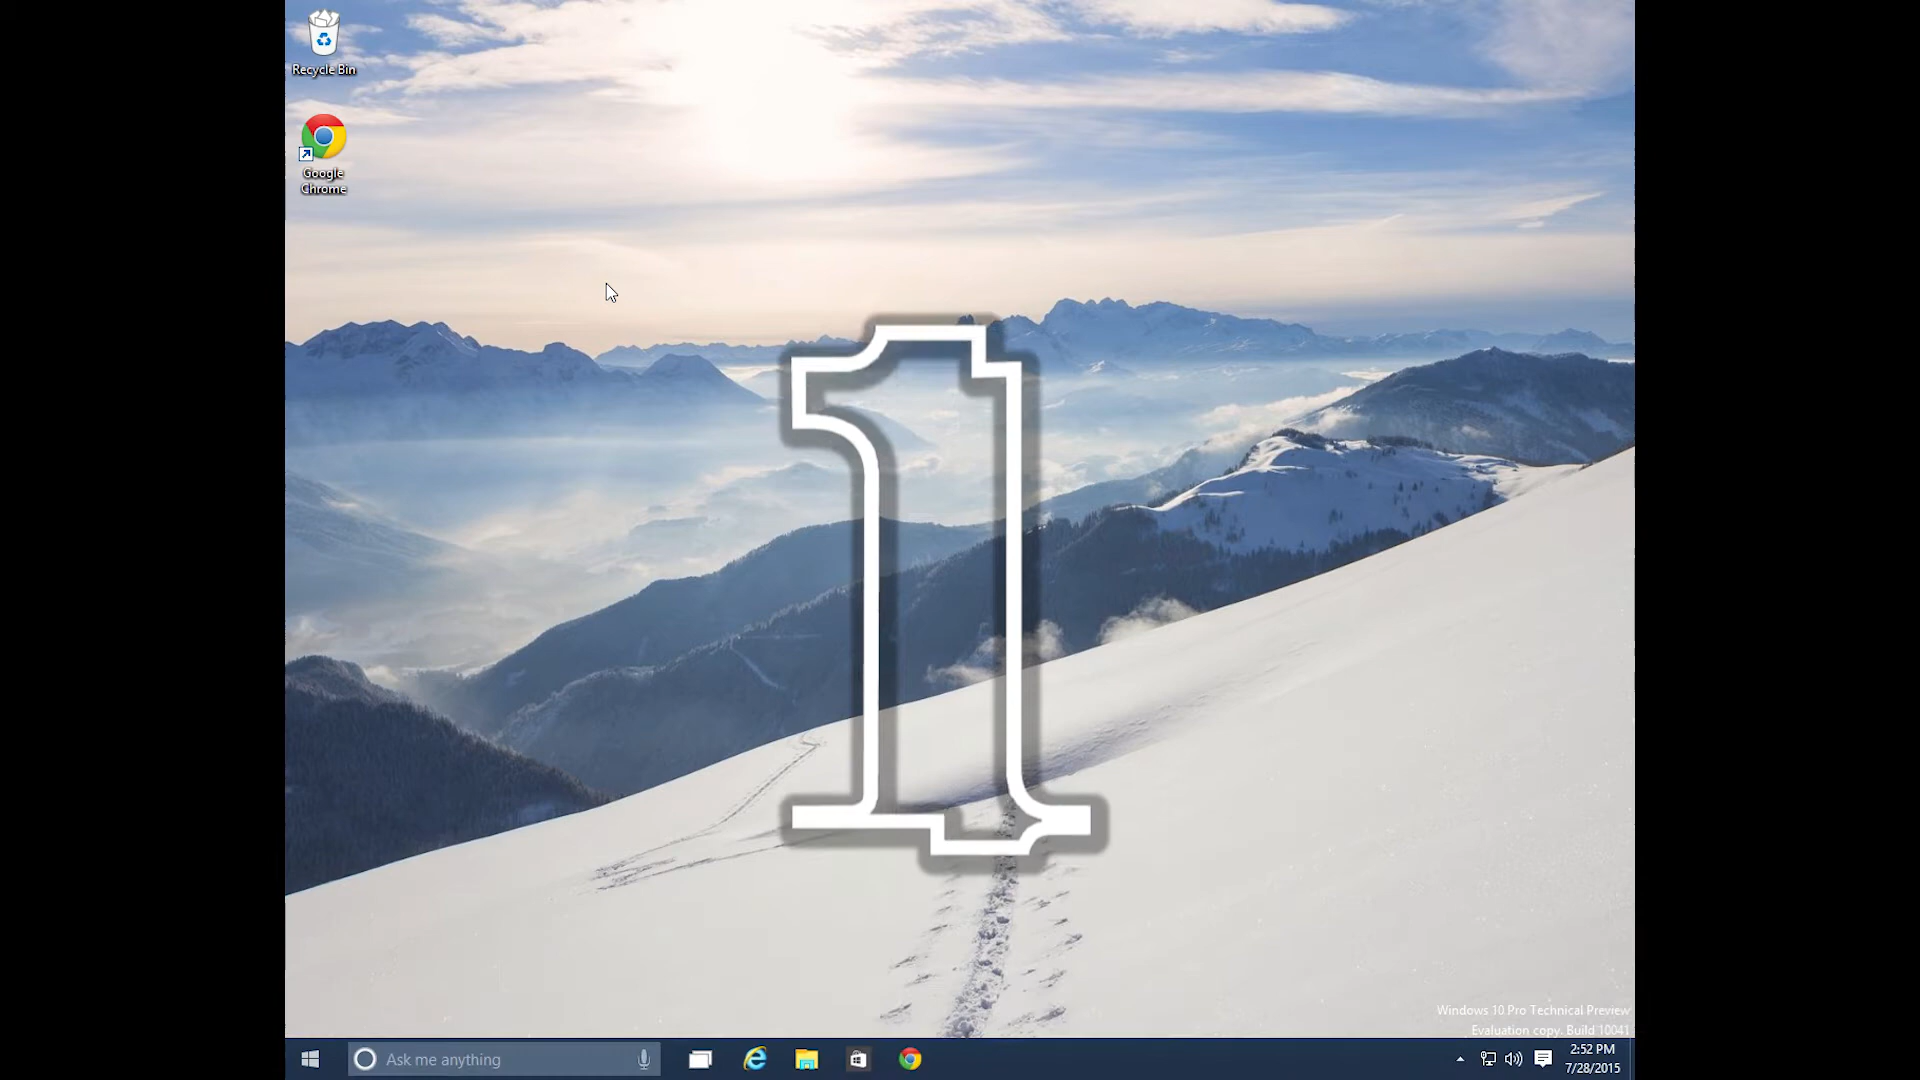 Recycle Bin
Google
Chrome
1
Windows 10 Pro Technical Preview
Evaluation copy. Build 10041
Ask me anything
2:52 PM
7/28/2015